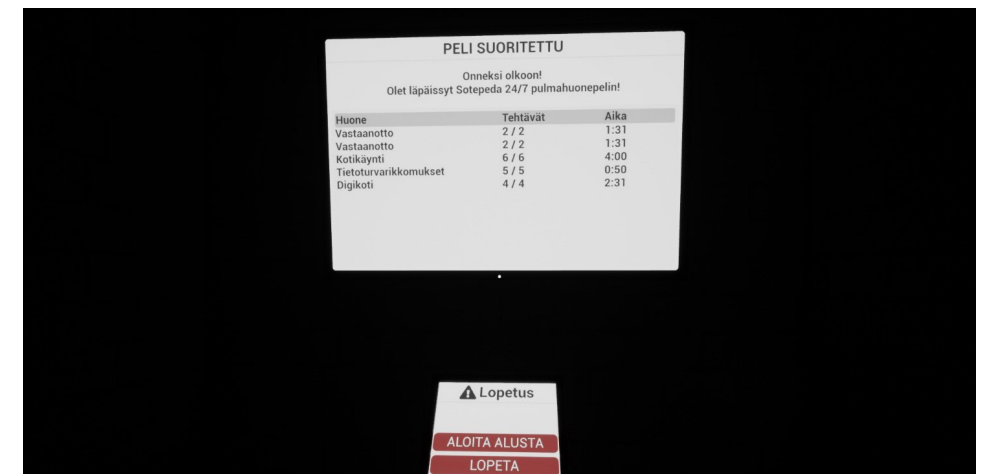 PELI SUORITETTU
Onneksi olkoon!
Olet läpäissyt Sotepeda 24/7 pulmahuonepelin!
Huone Tehtävät Aika
Vastaanotto 2 / 2 1:31
Vastaanotto 2 / 2 1:31
Kotikäynti 6 / 6 4:00
Tietoturvarikkomukset 5 / 5 0:50
Digikoti 4 / 4 2:31
Lopetus
ALOITA ALUSTA
LOPETA